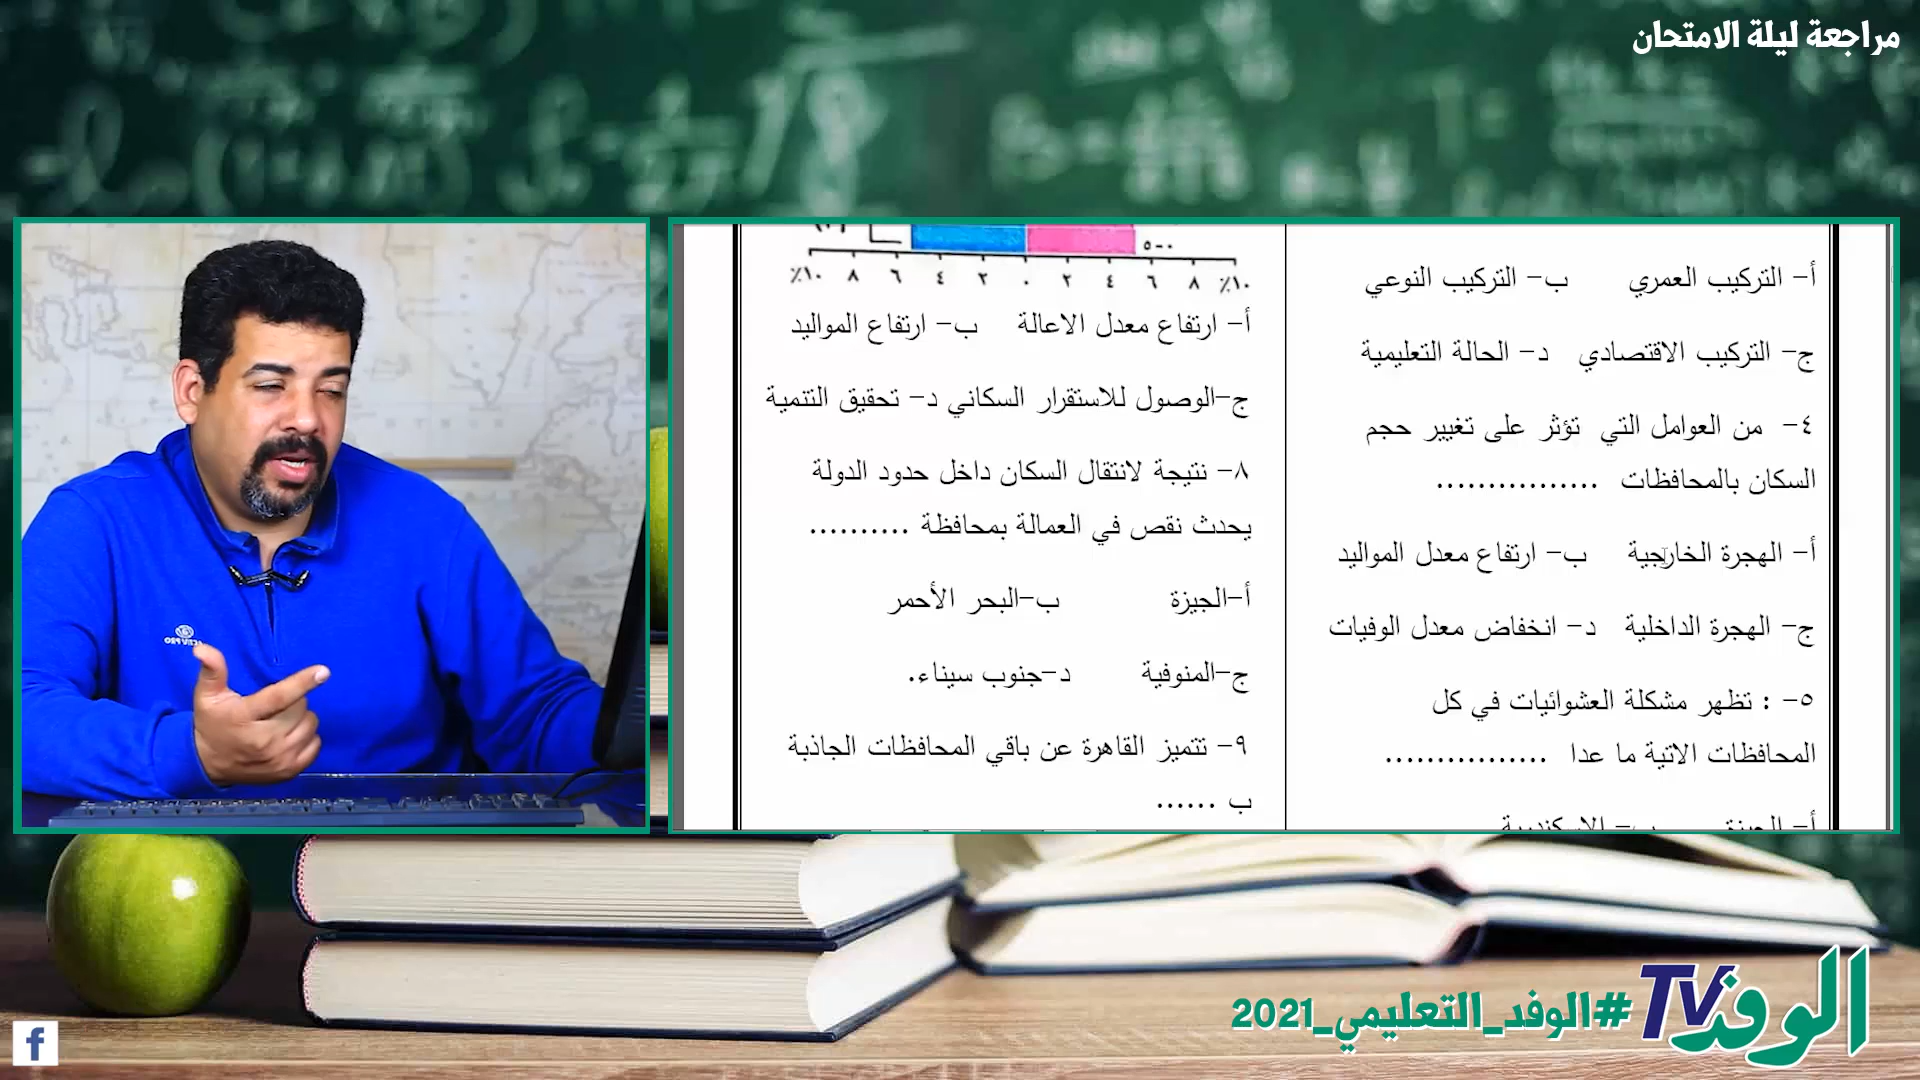 مراجعة ليلة الامتحان
أ- التركيب العمري ب- التركيب النوعي
ج- التركيب الاقتصادي د- الحالة التعليمية
٤- من العوامل التي تؤثر على تغيير حجم
السكان بالمحافظات ................
أ- الهجرة الخارجية ب- ارتفاع معدل المواليد
ج- الهجرة الداخلية د- انخفاض معدل الوفيات
٥- : تظهر مشكلة العشوائيات في كل
المحافظات الاتية ما عدا ................
٥-٠
٪١٠ ٨ ٦ ٤ ٢ ٠ ٢ ٤ ٦ ٨ ٪١٠
أ- ارتفاع معدل الاعالة ب- ارتفاع المواليد
ج-الوصول للاستقرار السكاني د- تحقيق التنمية
٨- نتيجة لانتقال السكان داخل حدود الدولة
يحدث نقص في العمالة بمحافظة ..........
أ-الجيزة ب-البحر الأحمر
ج-المنوفية د-جنوب سيناء.
٩- تتميز القاهرة عن باقي المحافظات الجاذبة
ب ......
الوفد TV
#الوفد_التعليمي_2021
f